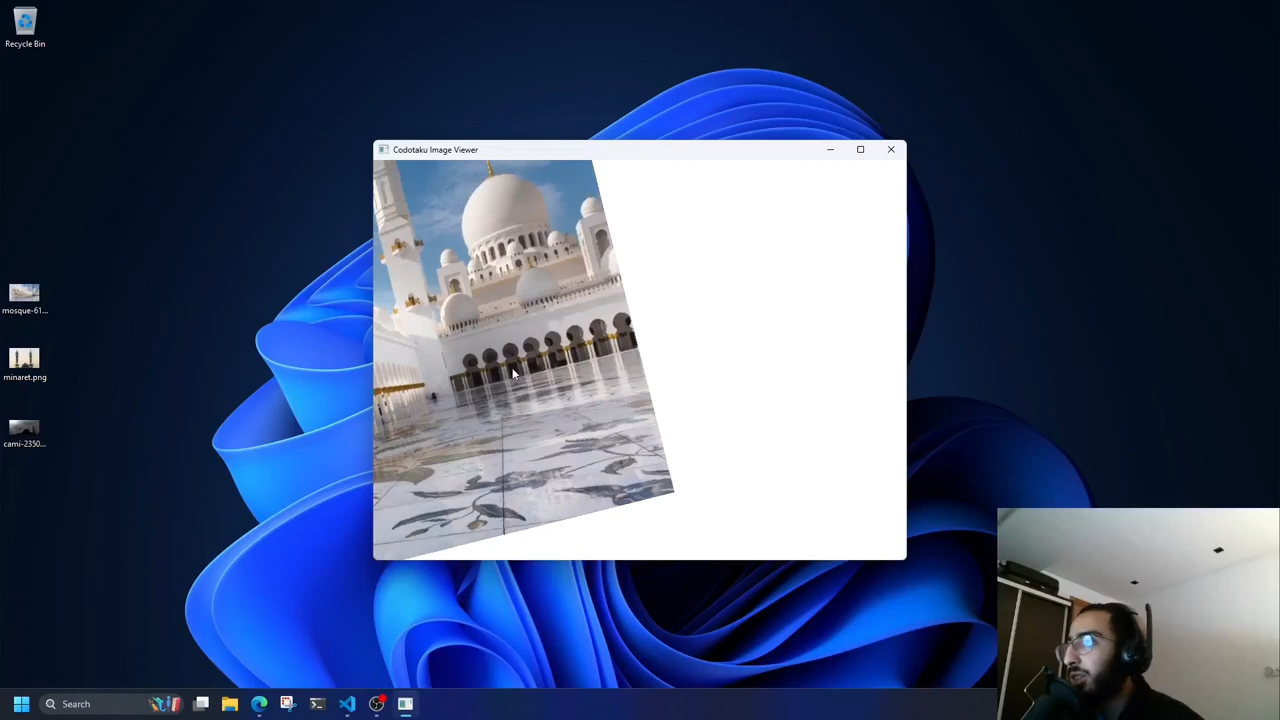 Recycle Bin
Codotaku Image Viewer
mosque-61...
minaret.png
cami-2350...
Search